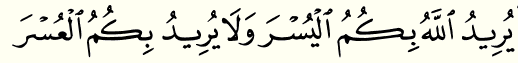 يُرِيدُ ٱللَّهُ بِكُمُ ٱلْيُسْرَ وَلَا يُرِيدُ بِكُمُ ٱلْعُسْرَ